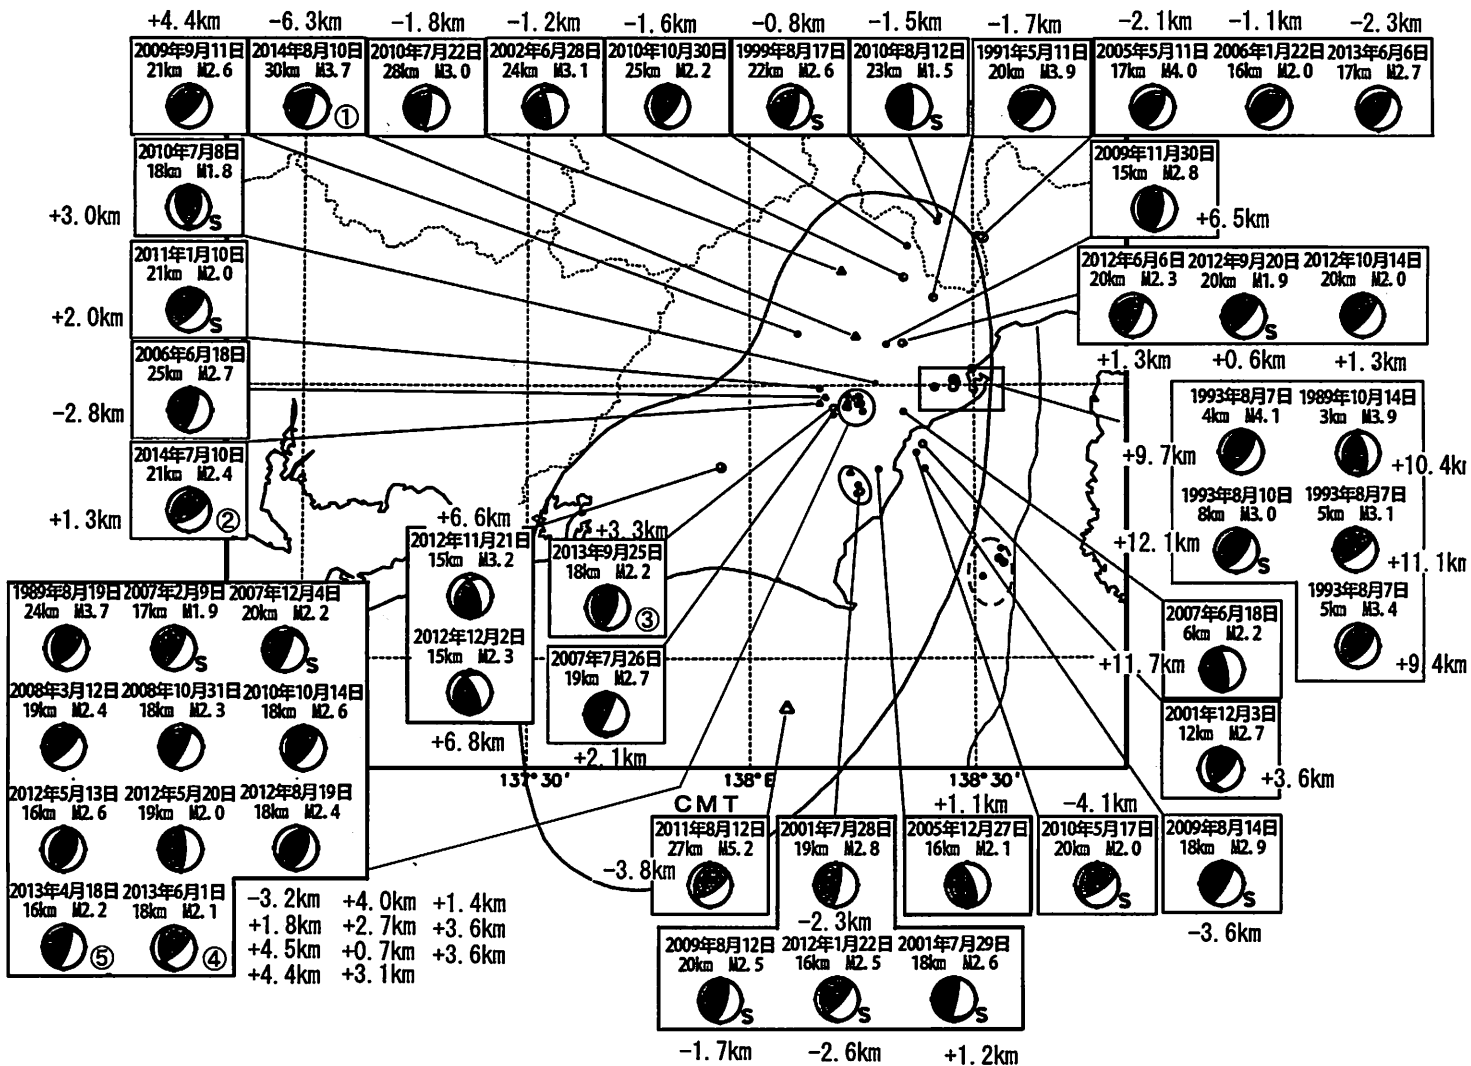 +4.4km -6.3km -1.8km -1.2km -1.6km -0.8km -1.5km -1.7km -2.1km -1.1km -2.3km
2009年9月11日 2014年8月10日 2010年7月22日 2002年6月28日 2010年10月30日 1999年8月17日 2010年8月12日 1991年5月11日 2005年5月11日 2006年1月22日 2013年6月6日
21km M2.6 30km M3.7 28km M3.0 24km M3.1 25km M2.2 22km M2.6 23km M1.5 20km M3.9 17km M4.0 16km M2.0 17km M2.7
① S S
2010年7月8日
18km M1.8
S
+3.0km
2011年1月10日
21km M2.0
S
+2.0km
2006年6月18日
25km M2.7
-2.8km
2014年7月10日
21km M2.4
②
+1.3km
2009年11月30日
15km M2.8
+6.5km
2012年6月6日 2012年9月20日 2012年10月14日
20km M2.3 20km M1.9 20km M2.0
S
+1.3km +0.6km +1.3km
1993年8月7日 1989年10月14日
4km M4.1 3km M3.9
+9.7km +10.4km
1993年8月10日 1993年8月7日
8km M3.0 5km M3.1
S
+12.1km +11.1km
1993年8月7日
5km M3.4
+9.4km
2007年6月18日
6km M2.2
+11.7km
2001年12月3日
12km M2.7
+3.6km
+6.6km
2012年11月21日
15km M3.2
2012年12月2日
15km M2.3
+6.8km
+3.3km
2013年9月25日
18km M2.2
③
2007年7月26日
19km M2.7
+2.1km
1989年8月19日 2007年2月9日 2007年12月4日
24km M3.7 17km M1.9 20km M2.2
S S
2008年3月12日 2008年10月31日 2010年10月14日
19km M2.4 18km M2.3 18km M2.6
2012年5月13日 2012年5月20日 2012年8月19日
16km M2.6 19km M2.0 18km M2.4
2013年4月18日 2013年6月1日
16km M2.2 18km M2.1
⑤ ④
-3.2km +4.0km +1.4km
+1.8km +2.7km +3.6km
+4.5km +0.7km +3.6km
+4.4km +3.1km
137°30′ 138°E 138°30′
CMT +1.1km -4.1km
2011年8月12日 2001年7月28日 2005年12月27日 2010年5月17日 2009年8月14日
27km M5.2 19km M2.8 16km M2.1 20km M2.0 18km M2.9
S S
-3.8km -2.3km -3.6km
2009年8月12日 2012年1月22日 2001年7月29日
20km M2.5 16km M2.5 18km M2.6
S S S
-1.7km -2.6km +1.2km